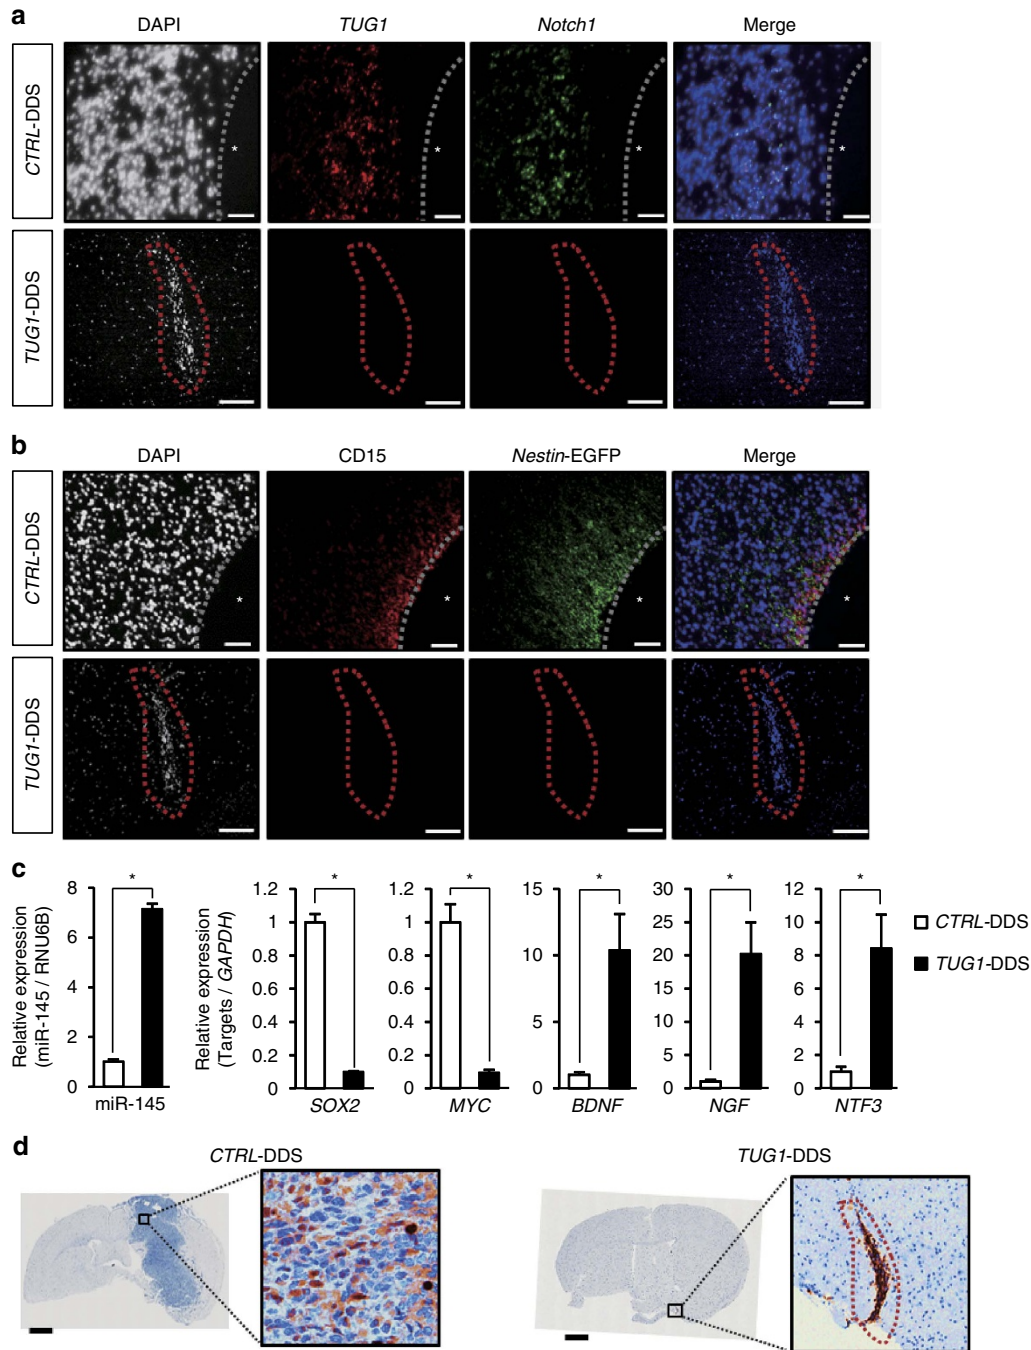 a
DAPI TUG1 Notch1 Merge
CTRL-DDS
* * * *
TUG1-DDS
b
DAPI CD15 Nestin-EGFP Merge
CTRL-DDS
* * * *
TUG1-DDS
c
Relative expression
(miR-145 / RNU6B)
8
6
4
2
0
*
miR-145
Relative expression
(Targets / GAPDH)
1.2
1
0.8
0.6
0.4
0.2
0
*
SOX2
1.2
1
0.8
0.6
0.4
0.2
0
*
MYC
15
10
5
0
*
BDNF
30
25
20
15
10
5
0
*
NGF
12
10
8
6
4
2
0
*
NTF3
CTRL-DDS
TUG1-DDS
d
CTRL-DDS TUG1-DDS